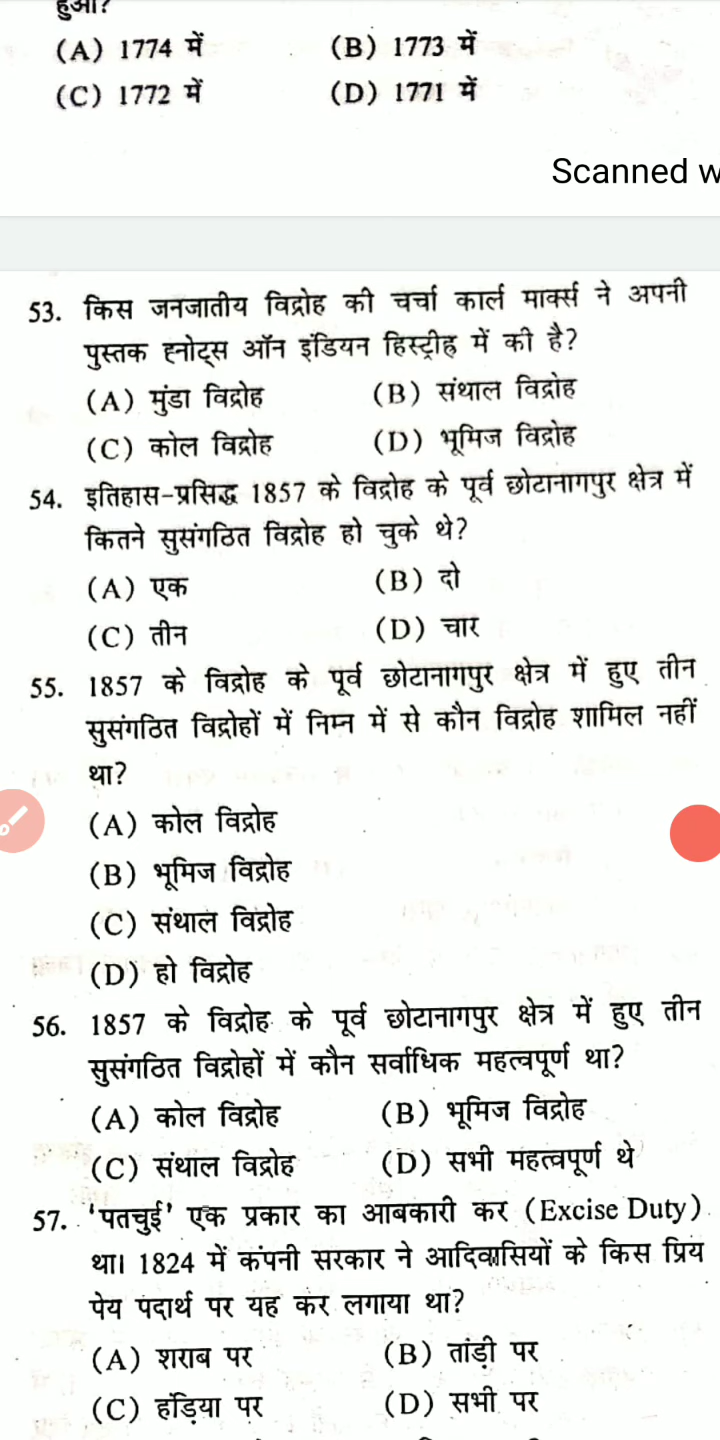 हुआ?
(A) 1774 में (B) 1773 में
(C) 1772 में (D) 1771 में
Scanned w
53. किस जनजातीय विद्रोह की चर्चा कार्ल मार्क्स ने अपनी
पुस्तक ह्नोट्स ऑन इंडियन हिस्ट्रीह्व में की है?
(A) मुंडा विद्रोह (B) संथाल विद्रोह
(C) कोल विद्रोह (D) भूमिज विद्रोह
54. इतिहास-प्रसिद्ध 1857 के विद्रोह के पूर्व छोटानागपुर क्षेत्र में
कितने सुसंगठित विद्रोह हो चुके थे?
(A) एक (B) दो
(C) तीन (D) चार
55. 1857 के विद्रोह के पूर्व छोटानागपुर क्षेत्र में हुए तीन
सुसंगठित विद्रोहों में निम्न में से कौन विद्रोह शामिल नहीं
था?
(A) कोल विद्रोह
(B) भूमिज विद्रोह
(C) संथाल विद्रोह
(D) हो विद्रोह
56. 1857 के विद्रोह के पूर्व छोटानागपुर क्षेत्र में हुए तीन
सुसंगठित विद्रोहों में कौन सर्वाधिक महत्वपूर्ण था?
(A) कोल विद्रोह (B) भूमिज विद्रोह
(C) संथाल विद्रोह (D) सभी महत्वपूर्ण थे
57. 'पतचुई' एक प्रकार का आबकारी कर (Excise Duty)
था। 1824 में कंपनी सरकार ने आदिवासियों के किस प्रिय
पेय पदार्थ पर यह कर लगाया था?
(A) शराब पर (B) तांड़ी पर
(C) हंड़िया पर (D) सभी पर